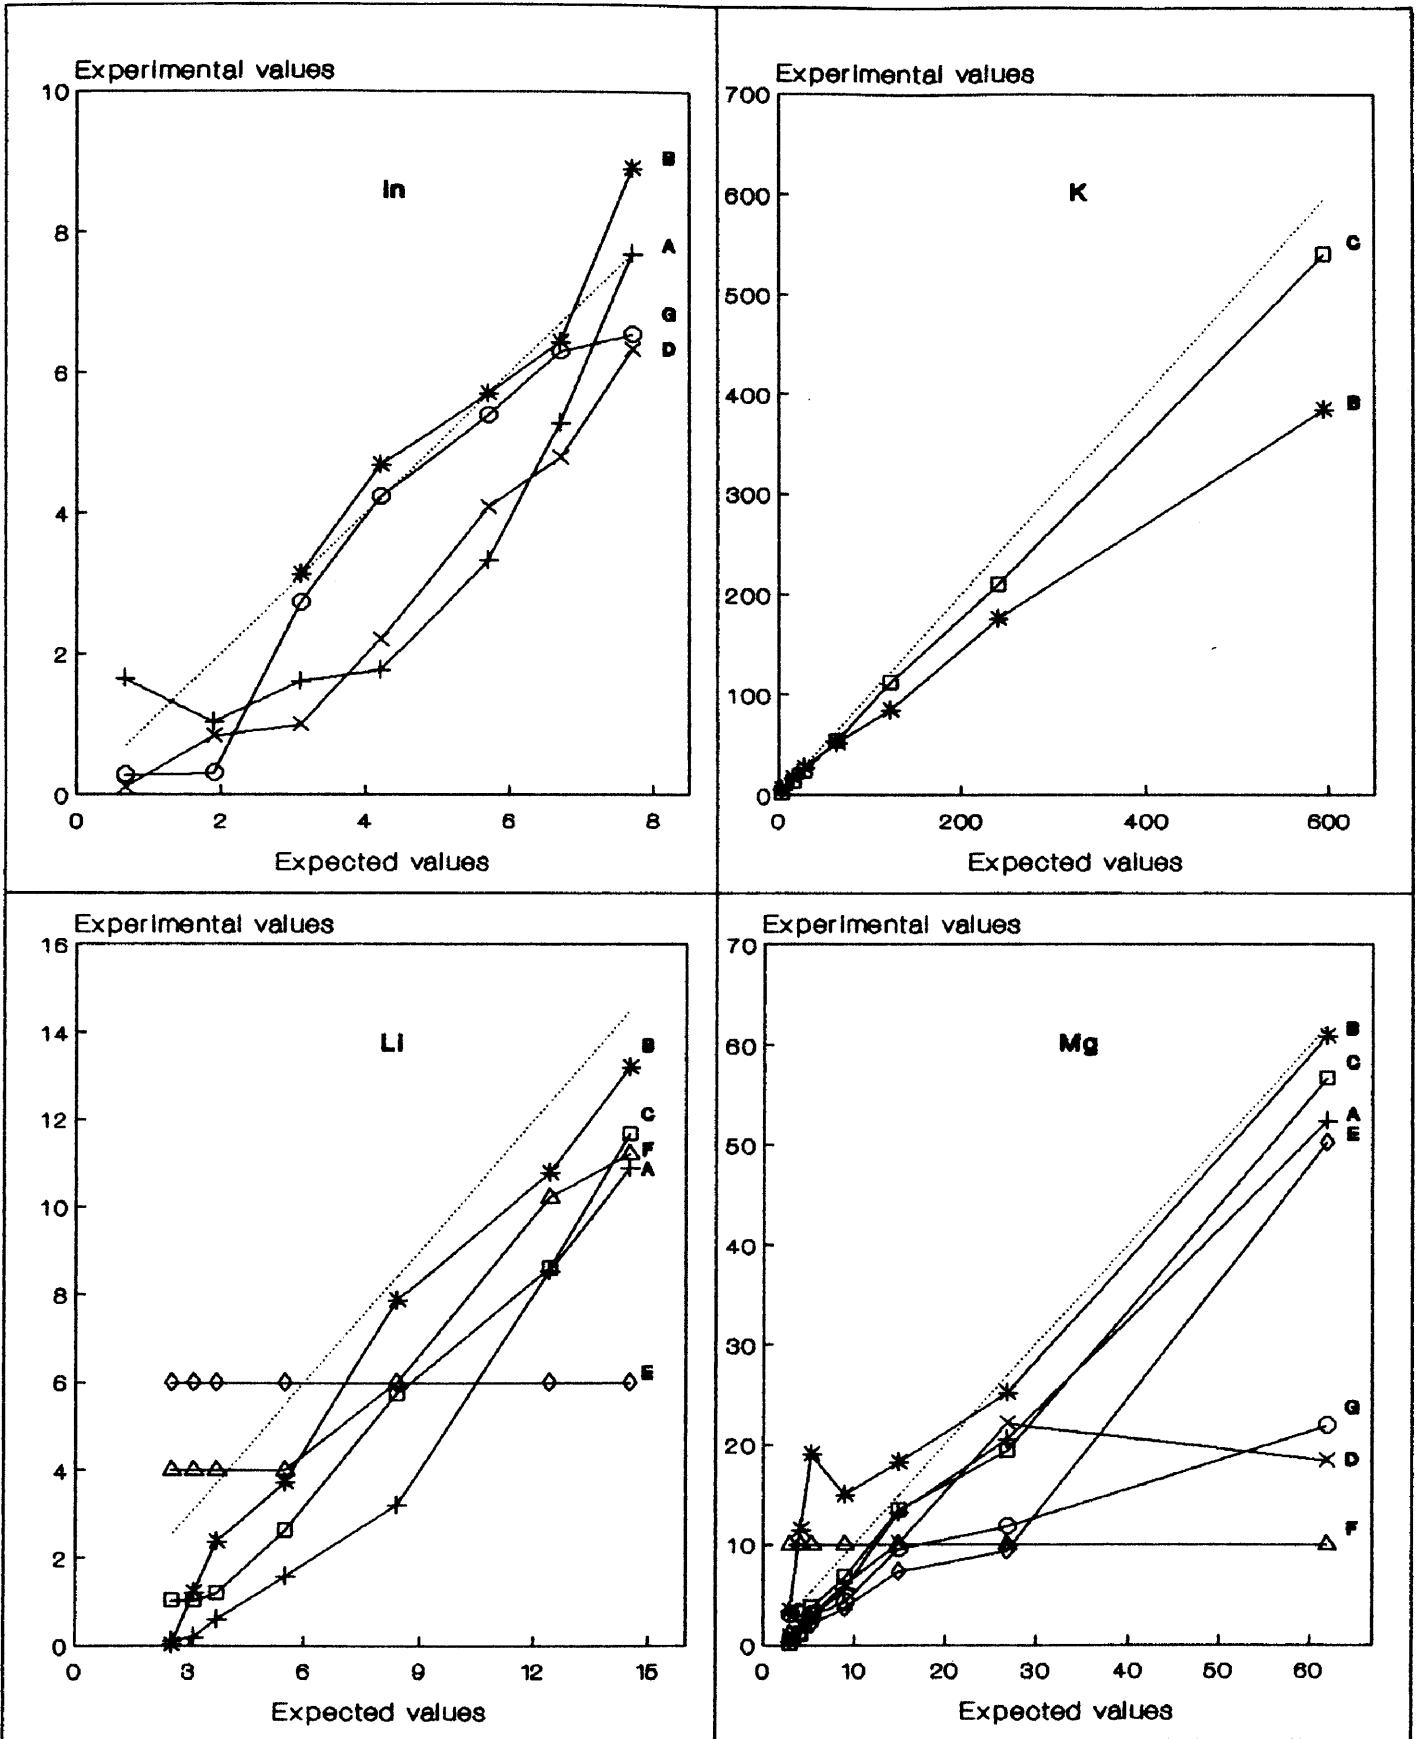 Experimental values
10
8
6
4
2
0
In
B
A
G
D
0 2 4 6 8
Expected values
Experimental values
700
600
500
400
300
200
100
0
K
C
B
0 200 400 600
Expected values
Experimental values
16
14
12
10
8
6
4
2
0
Li
B
C
F
A
E
0 3 6 9 12 15
Expected values
Experimental values
70
60
50
40
30
20
10
0
Mg
B
C
A
E
G
D
F
0 10 20 30 40 50 60
Expected values